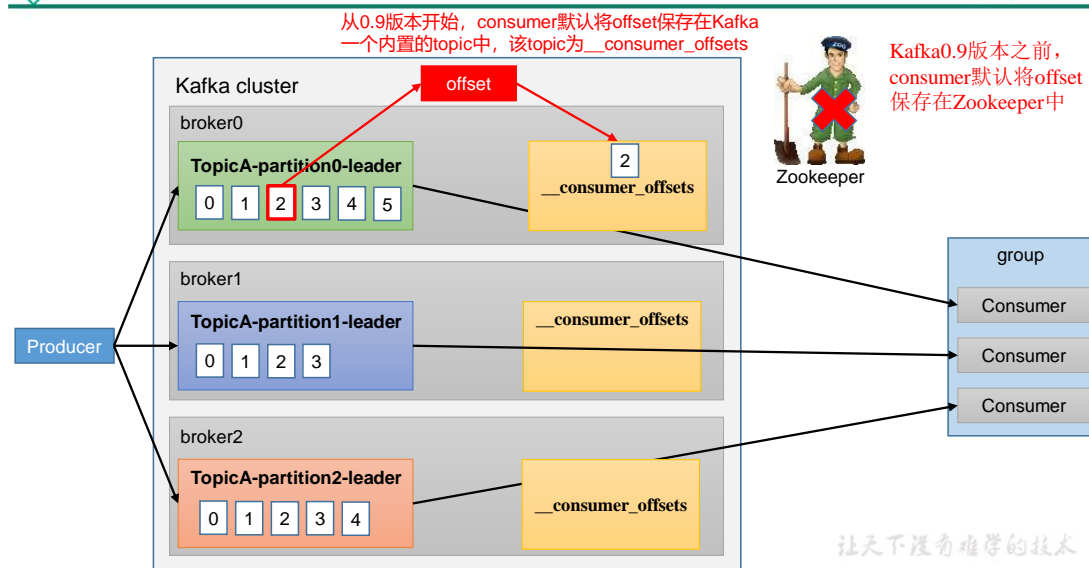 从0.9版本开始，consumer默认将offset保存在Kafka
一个内置的topic中，该topic为__consumer_offsets
Kafka0.9版本之前，
consumer默认将offset
保存在Zookeeper中
ZOO
Zookeeper
Kafka cluster
offset
broker0
TopicA-partition0-leader
0 1 2 3 4 5
2
__consumer_offsets
broker1
TopicA-partition1-leader
0 1 2 3
__consumer_offsets
broker2
TopicA-partition2-leader
0 1 2 3 4
__consumer_offsets
Producer
group
Consumer
Consumer
Consumer
让天下没有难学的技术